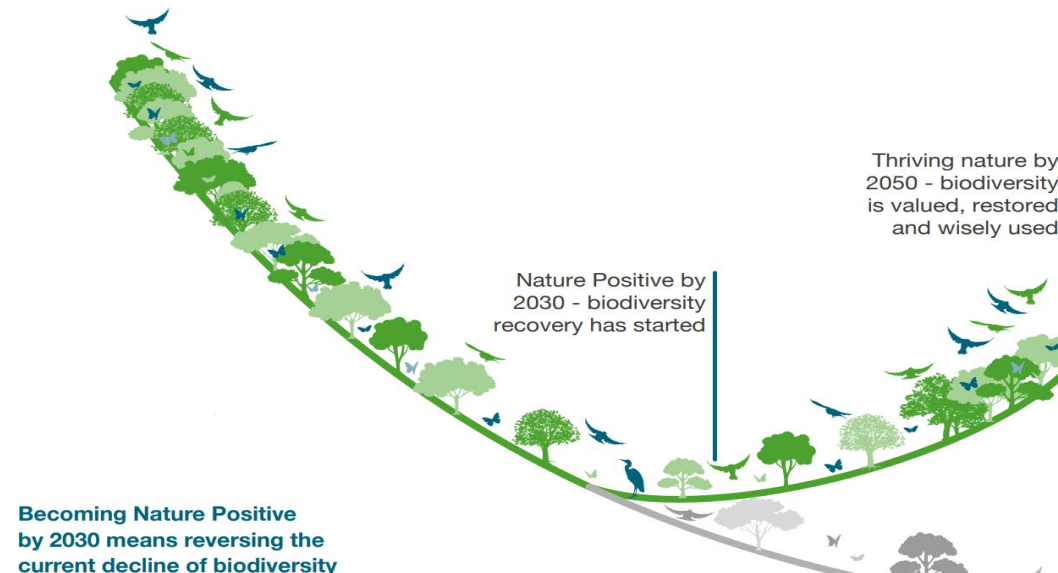 Thriving nature by
2050 - biodiversity
is valued, restored
and wisely used
Nature Positive by
2030 - biodiversity
recovery has started
Becoming Nature Positive
by 2030 means reversing the
current decline of biodiversity